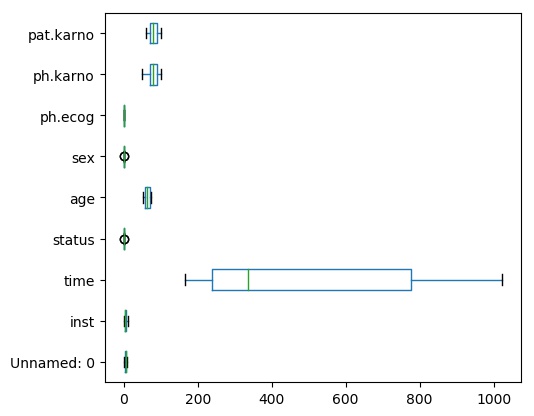 pat.karno
ph.karno
ph.ecog
sex
age
status
time
inst
Unnamed: 0
0 200 400 600 800 1000